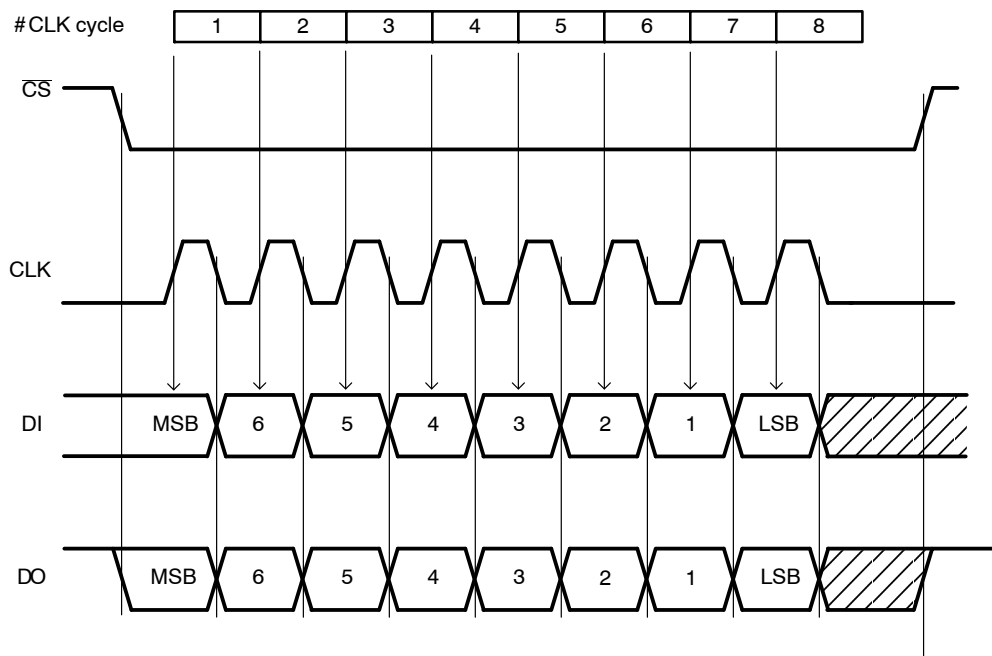 # CLK cycle 1 2 3 4 5 6 7 8
CS
CLK
DI MSB 6 5 4 3 2 1 LSB
DO MSB 6 5 4 3 2 1 LSB